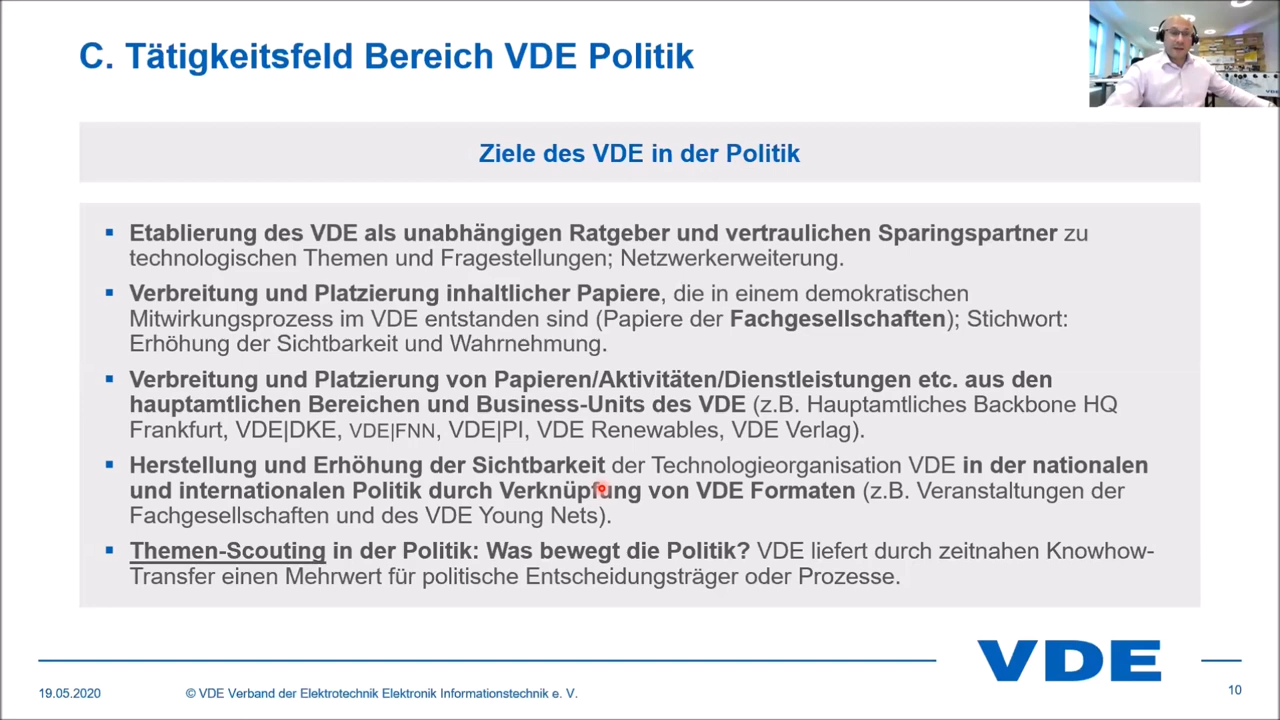 C. Tätigkeitsfeld Bereich VDE Politik
Ziele des VDE in der Politik
▪ Etablierung des VDE als unabhängigen Ratgeber und vertraulichen Sparingspartner zu
technologischen Themen und Fragestellungen; Netzwerkerweiterung.
▪ Verbreitung und Platzierung inhaltlicher Papiere, die in einem demokratischen
Mitwirkungsprozess im VDE entstanden sind (Papiere der Fachgesellschaften); Stichwort:
Erhöhung der Sichtbarkeit und Wahrnehmung.
▪ Verbreitung und Platzierung von Papieren/Aktivitäten/Dienstleistungen etc. aus den
hauptamtlichen Bereichen und Business-Units des VDE (z.B. Hauptamtliches Backbone HQ
Frankfurt, VDE|DKE, VDE|FNN, VDE|PI, VDE Renewables, VDE Verlag).
▪ Herstellung und Erhöhung der Sichtbarkeit der Technologieorganisation VDE in der nationalen
und internationalen Politik durch Verknüpfung von VDE Formaten (z.B. Veranstaltungen der
Fachgesellschaften und des VDE Young Nets).
▪ Themen-Scouting in der Politik: Was bewegt die Politik? VDE liefert durch zeitnahen Knowhow-
Transfer einen Mehrwert für politische Entscheidungsträger oder Prozesse.
VDE
19.05.2020
© VDE Verband der Elektrotechnik Elektronik Informationstechnik e. V.
10